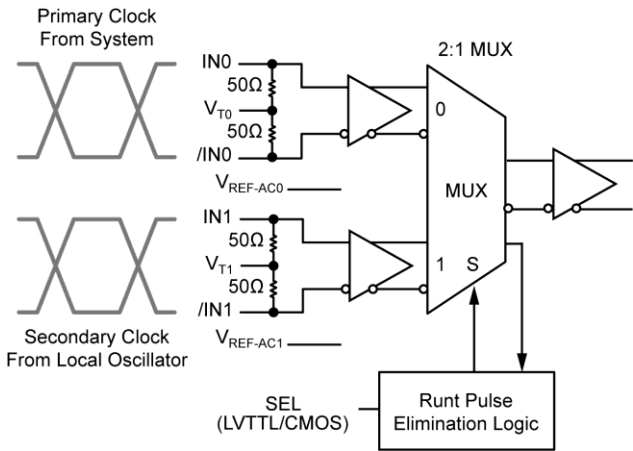 Primary Clock
From System
IN0
50Ω
VT0
50Ω
/IN0
VREF-AC0
2:1 MUX
0
MUX
1 S
IN1
50Ω
VT1
50Ω
/IN1
VREF-AC1
Secondary Clock
From Local Oscillator
SEL
(LVTTL/CMOS)
Runt Pulse
Elimination Logic